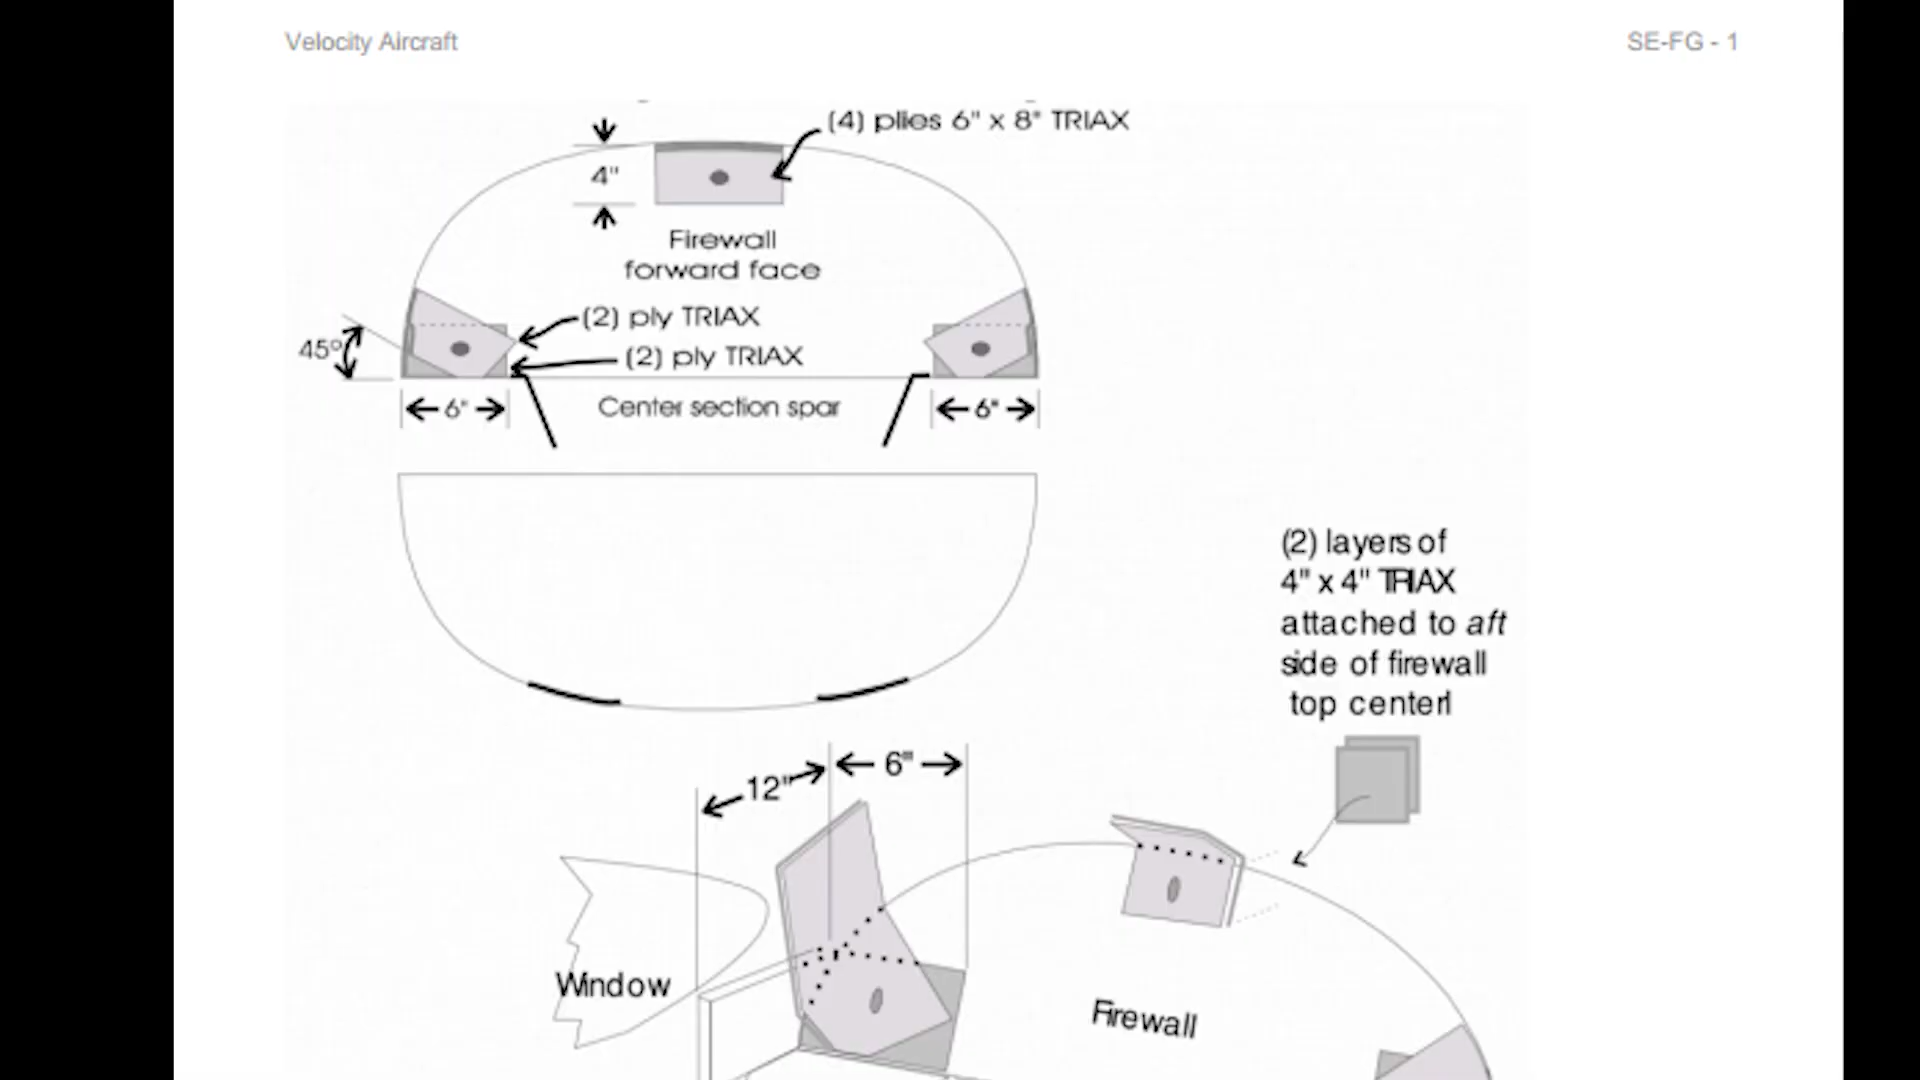 Velocity Aircraft
SE-FG - 1
(4) plies 6" x 8" TRIAX
4"
Firewall
forward face
(2) ply TRIAX
45°
(2) ply TRIAX
6"
Center section spar
6"
(2) layers of
4" x 4" TRIAX
attached to aft
side of firewall
top center
12"
6"
Window
Firewall